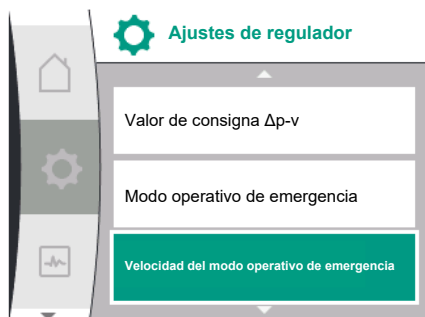 Ajustes de regulador
Valor de consigna Δp-v
Modo operativo de emergencia
Velocidad del modo operativo de emergencia